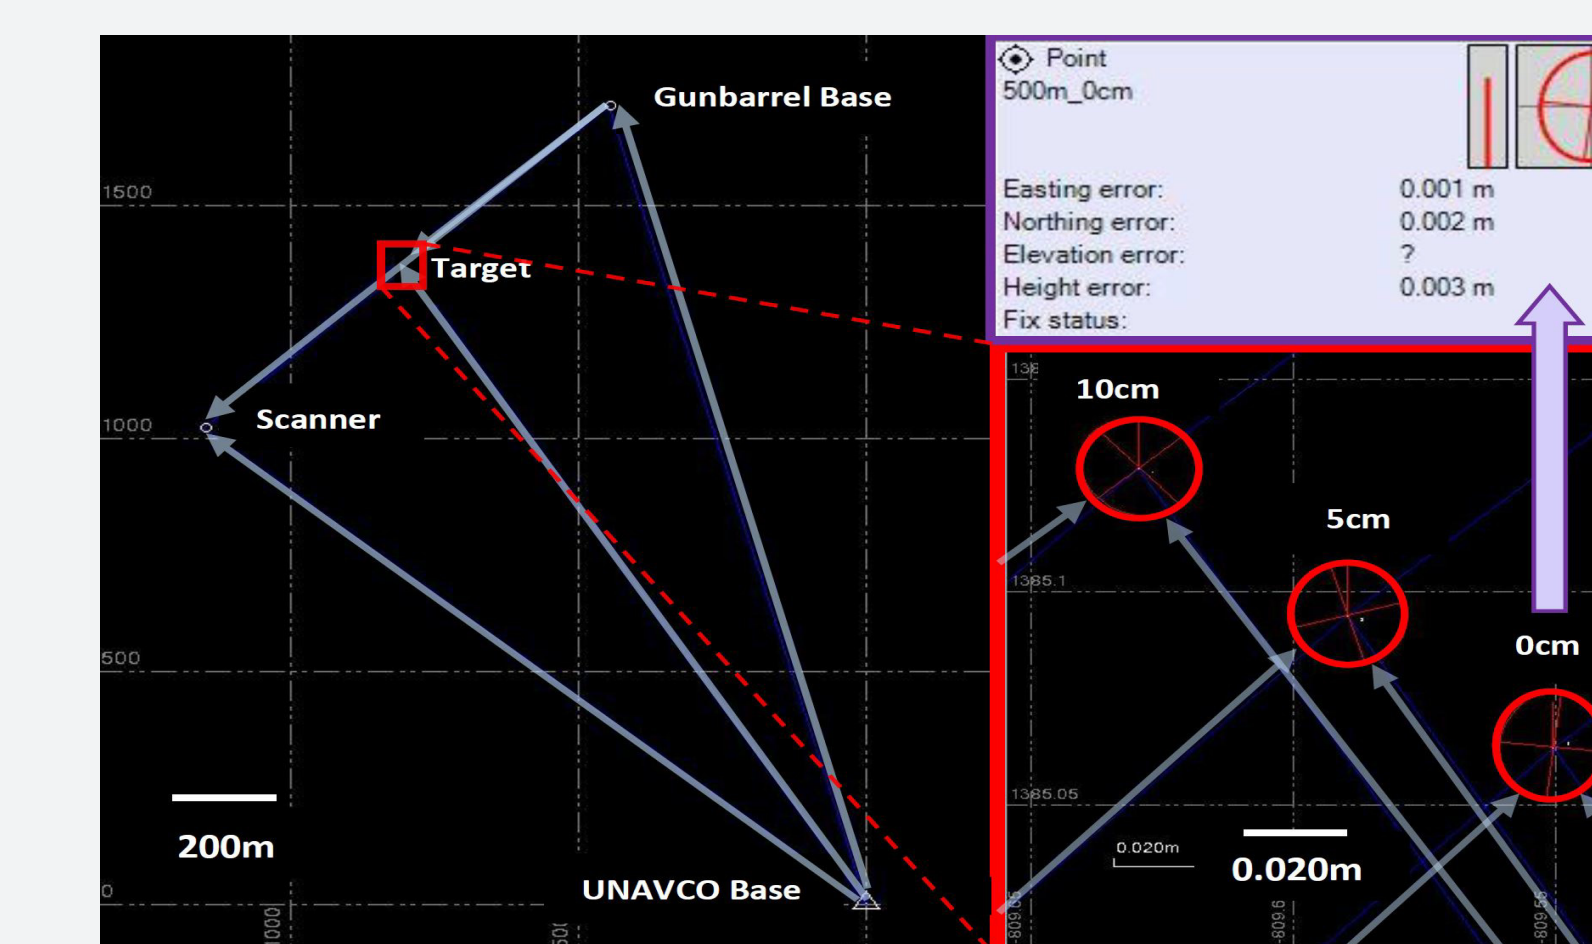 Gunbarrel Base
1500
Target
Scanner
1000
500
200m
UNAVCO Base
0
Point
500m_0cm
Easting error: 0.001 m
Northing error: 0.002 m
Elevation error: ?
Height error: 0.003 m
Fix status:
10cm
5cm
1385.1
0cm
1385.05
0.020m
0.020m
-809.6